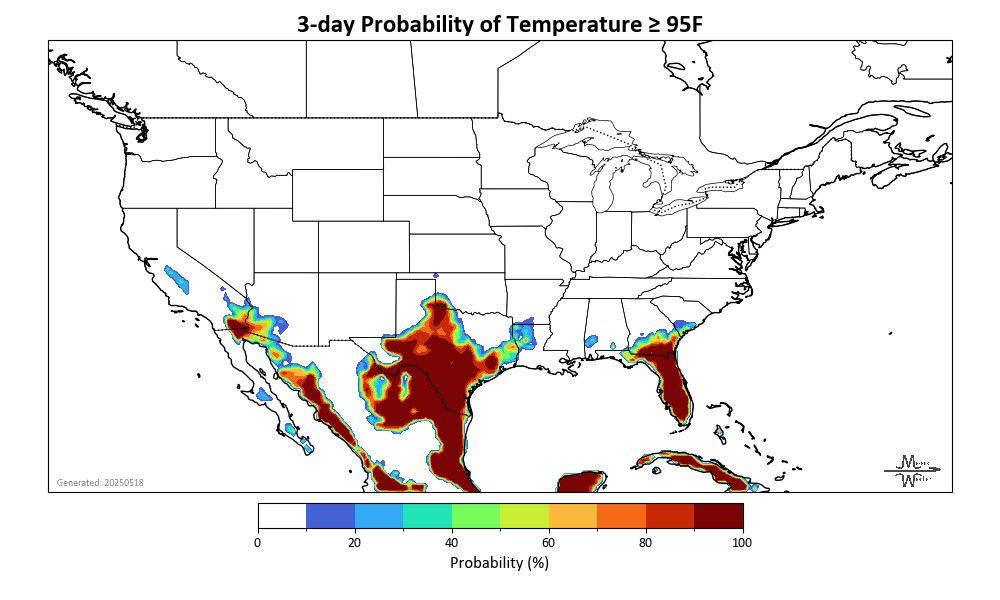 3-day Probability of Temperature ≥ 95F
Generated: 20250518
0 20 40 60 80 100
Probability (%)